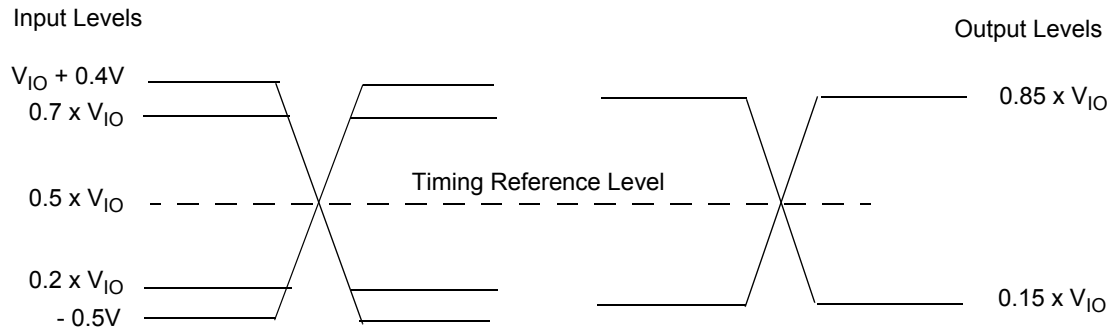 Input Levels
Output Levels
V_IO + 0.4V
0.7 x V_IO
0.85 x V_IO
0.5 x V_IO
Timing Reference Level
0.2 x V_IO
0.15 x V_IO
- 0.5V